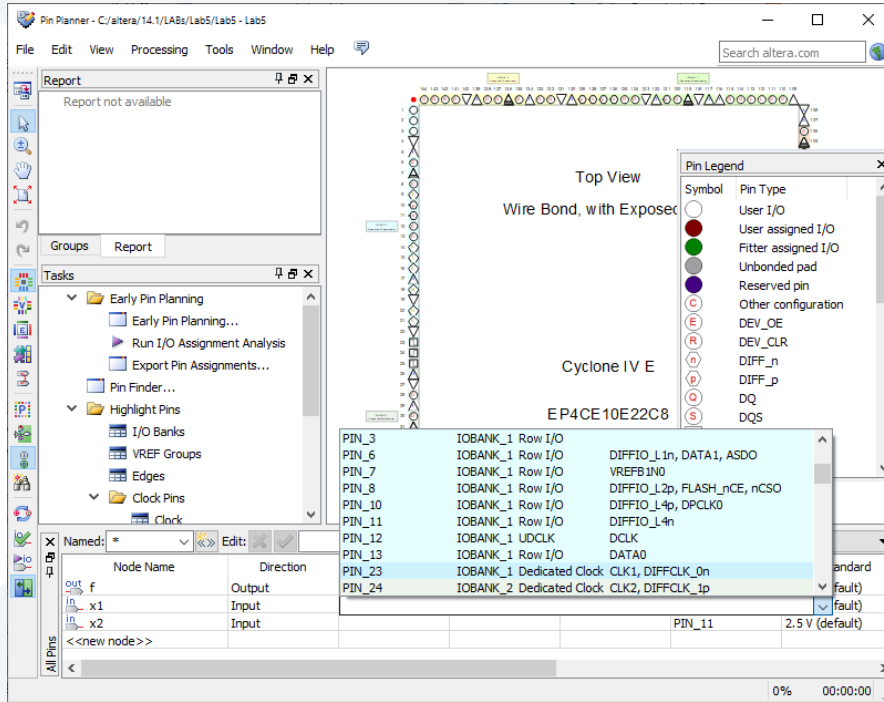 Pin Planner - C:/altera/14.1/LABs/Lab5/Lab5 - Lab5
File Edit View Processing Tools Window Help
Search altera.com
Report
Report not available
Groups Report
Tasks
Early Pin Planning
Early Pin Planning...
Run I/O Assignment Analysis
Export Pin Assignments...
Pin Finder...
Highlight Pins
I/O Banks
VREF Groups
Edges
Clock Pins
Clock
Top View
Wire Bond, with Exposed
Cyclone IV E
EP4CE10E22C8
Pin Legend
Symbol Pin Type
User I/O
User assigned I/O
Fitter assigned I/O
Unbonded pad
Reserved pin
C Other configuration
E DEV_OE
R DEV_CLR
n DIFF_n
p DIFF_p
Q DQ
S DQS
PIN_3 IOBANK_1 Row I/O
PIN_6 IOBANK_1 Row I/O DIFFIO_L1n, DATA1, ASDO
PIN_7 IOBANK_1 Row I/O VREFB1N0
PIN_8 IOBANK_1 Row I/O DIFFIO_L2p, FLASH_nCE, nCSO
PIN_10 IOBANK_1 Row I/O DIFFIO_L4p, DPCLK0
PIN_11 IOBANK_1 Row I/O DIFFIO_L4n
PIN_12 IOBANK_1 UDCLK DCLK
PIN_13 IOBANK_1 Row I/O DATA0
PIN_23 IOBANK_1 Dedicated Clock CLK1, DIFFCLK_0n
PIN_24 IOBANK_2 Dedicated Clock CLK2, DIFFCLK_1p
Named: * Edit:
Node Name Direction andard
out f Output fault)
in x1 Input fault)
in x2 Input PIN_11 2.5 V (default)
<<new node>>
All Pins
0% 00:00:00